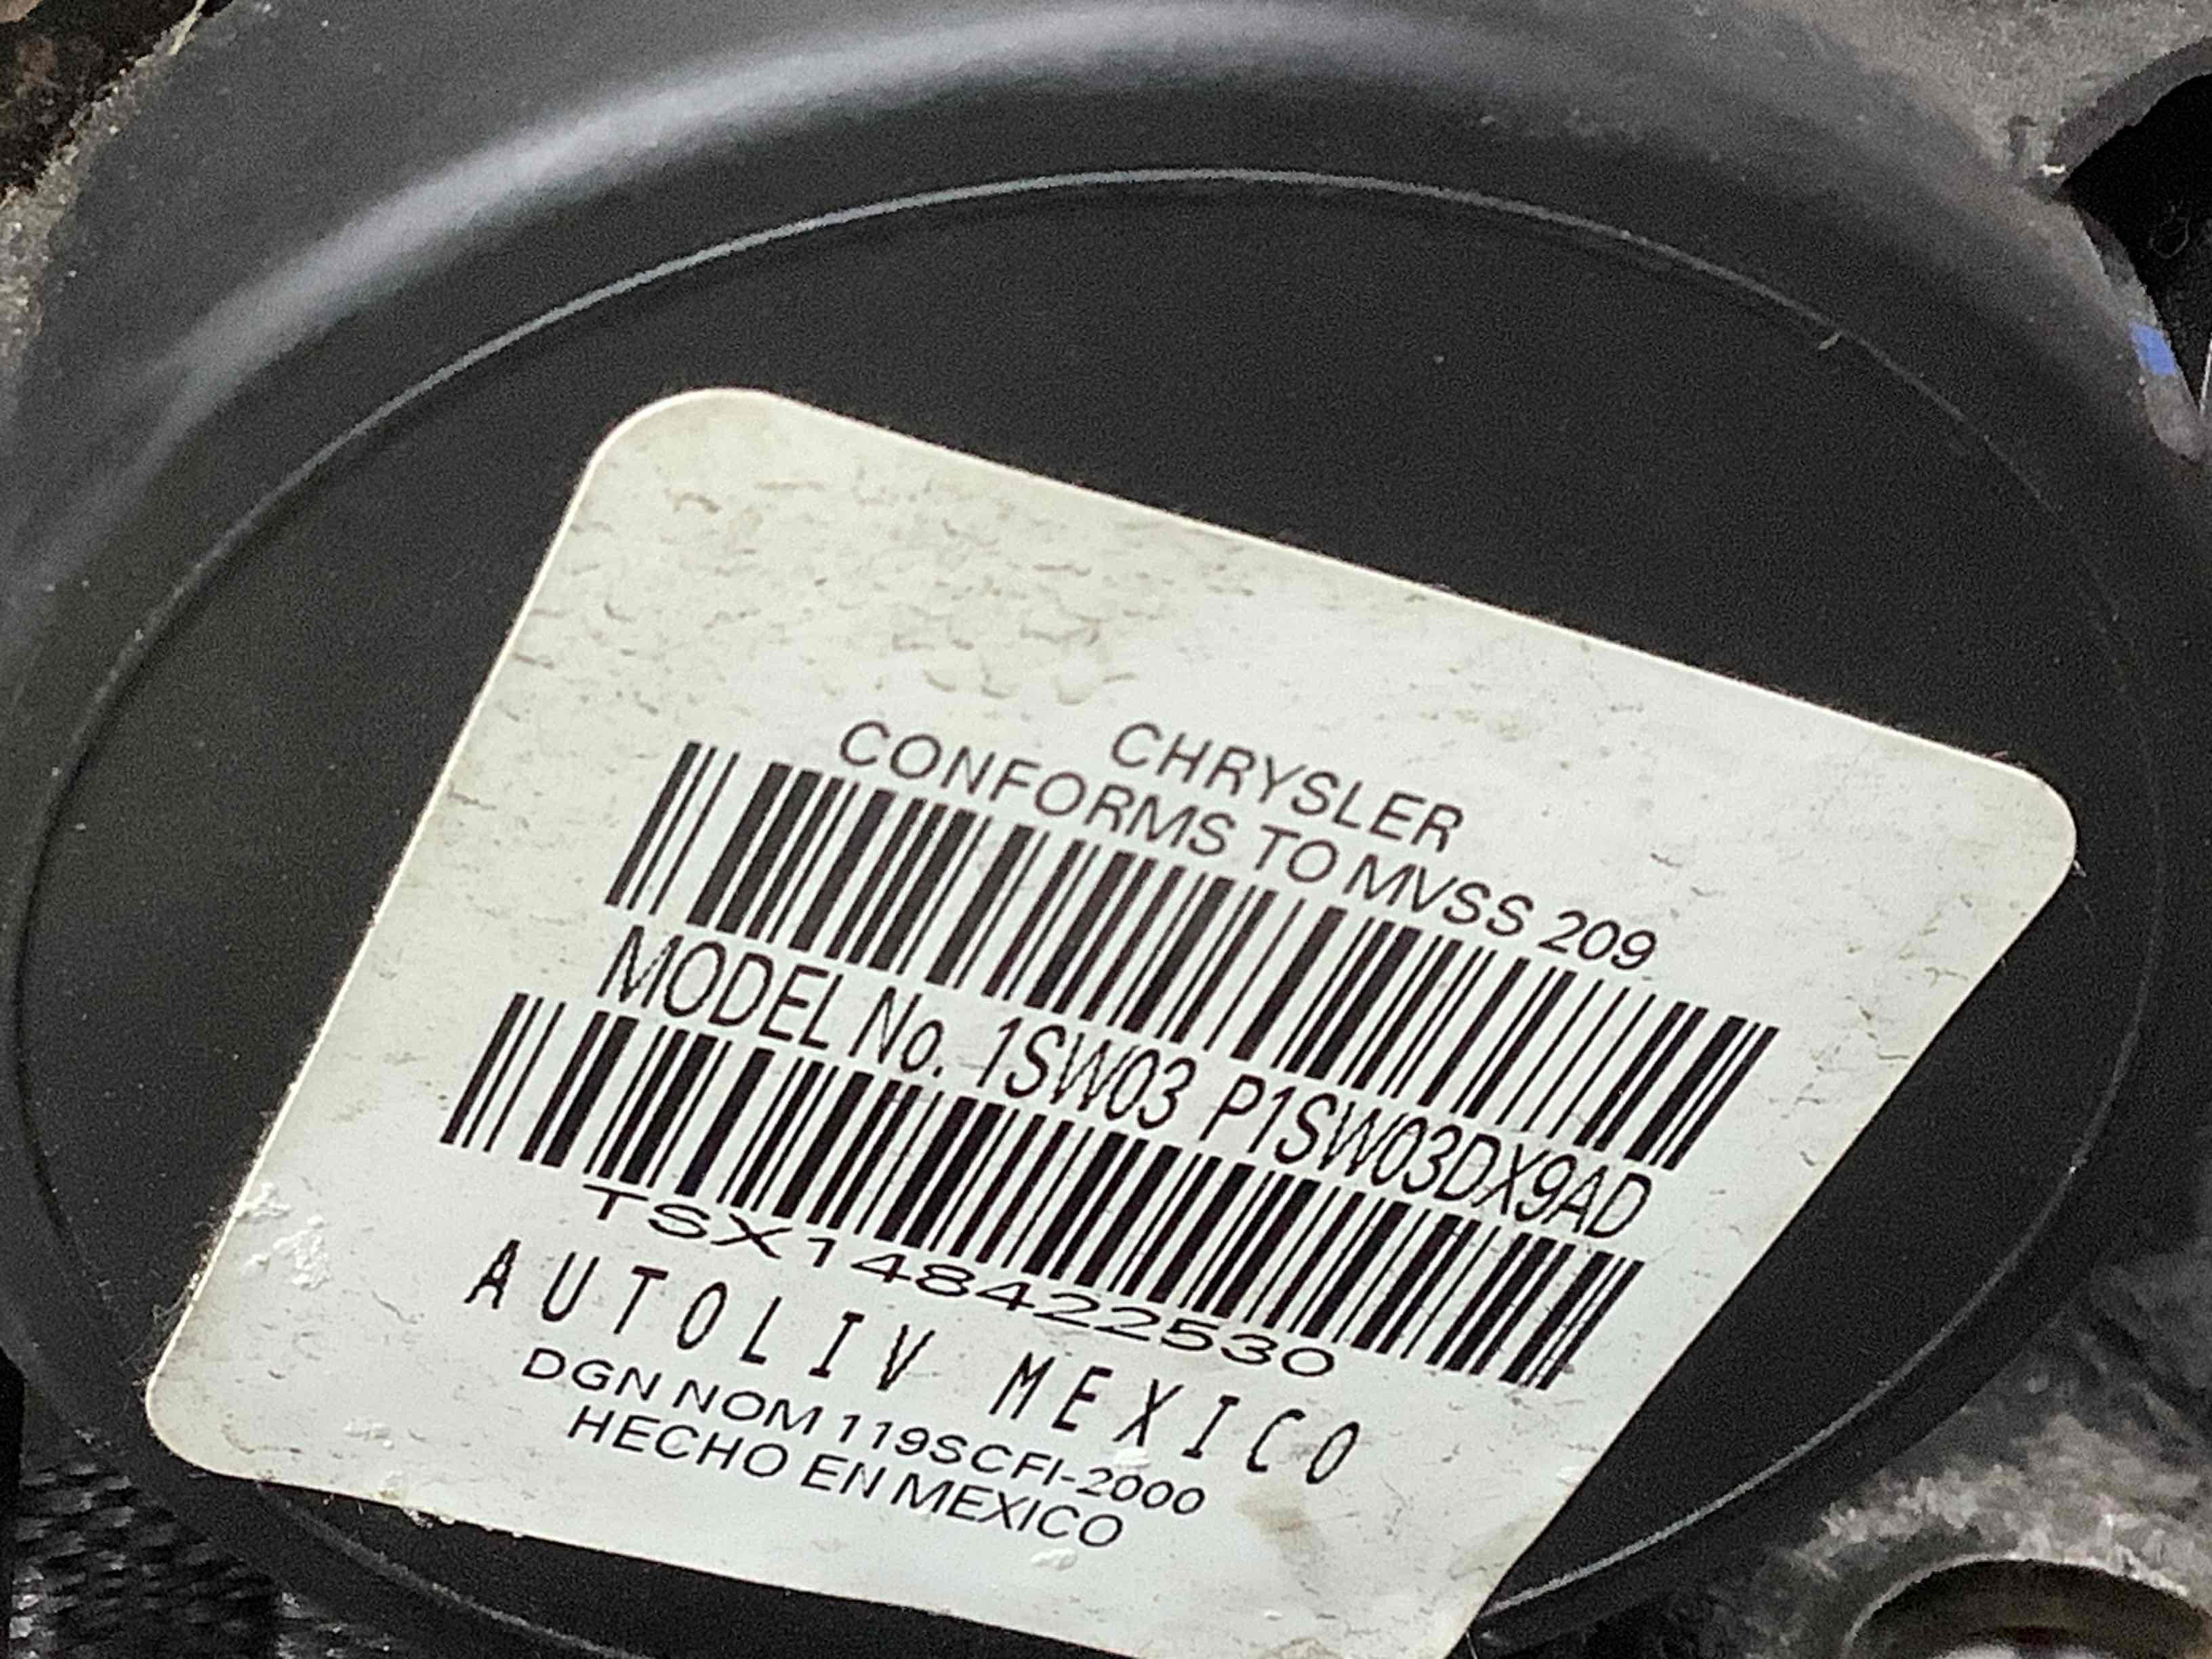 CHRYSLER
CONFORMS TO MVSS 209
MODEL No. 1SW03 P1SW03DX9AD
TSX148422530
AUTOLIV MEXICO
DGN NOM 119SCFI-2000
HECHO EN MEXICO